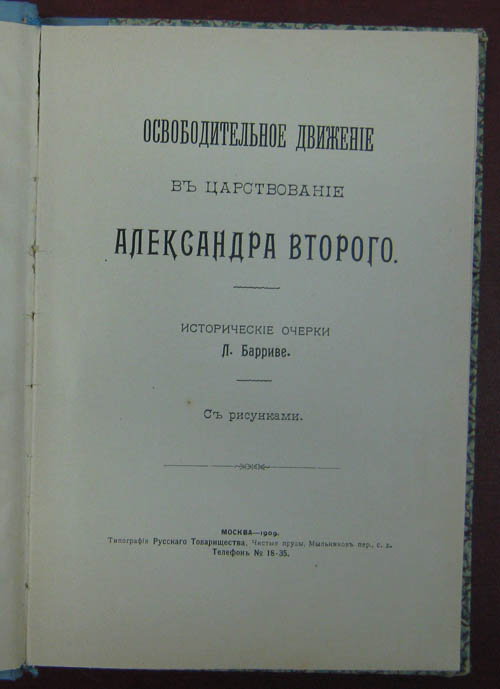 ОСВОБОДИТЕЛЬНОЕ ДВИЖЕНІЕ
ВЪ ЦАРСТВОВАНІЕ
АЛЕКСАНДРА ВТОРОГО.
ИСТОРИЧЕСКІЕ ОЧЕРКИ
Л. Барриве.
Съ рисунками.
МОСКВА—1909.
Типографія Русскаго Товарищества. Чистые пруды, Мыльниковъ пер., с. д.
Телефонъ № 18-35.